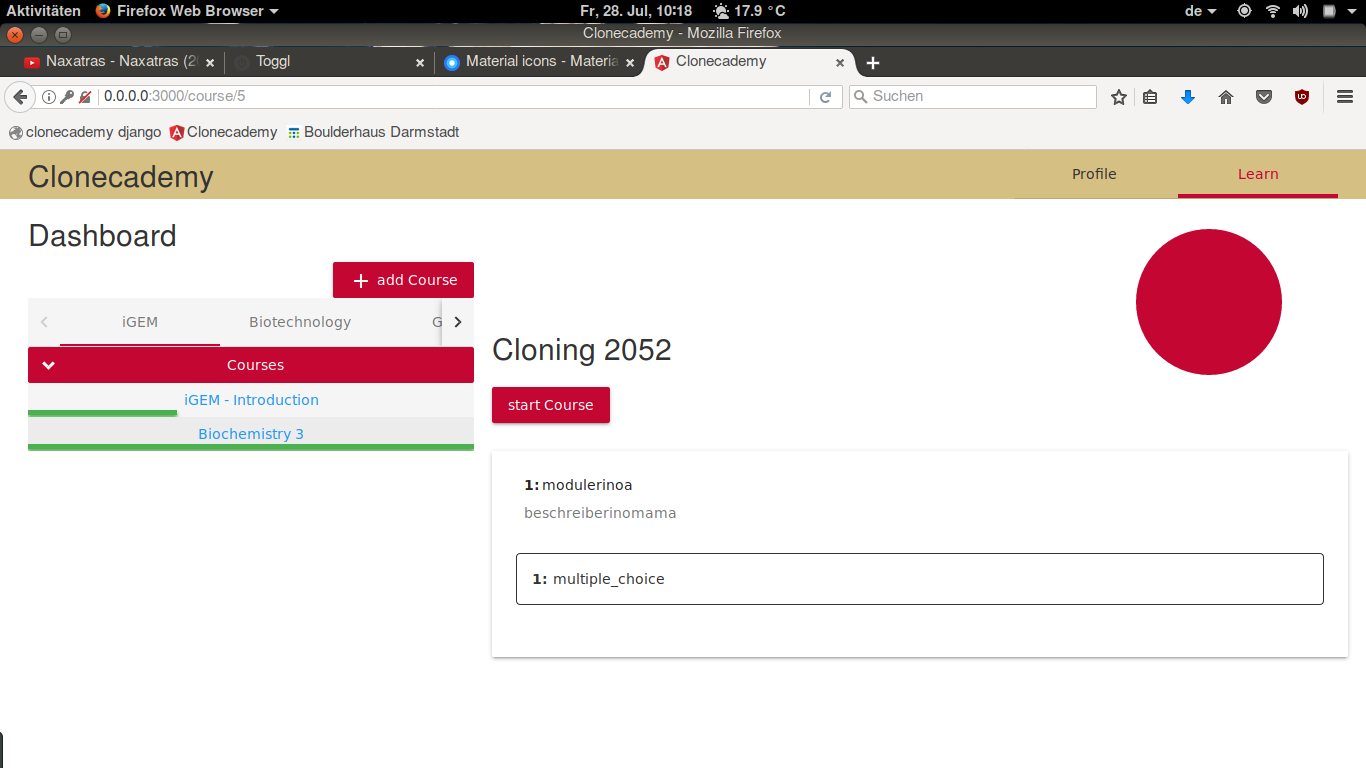 Aktivitäten Firefox Web Browser Fr, 28. Jul, 10:18 17.9 °C de
Clonecademy - Mozilla Firefox
Naxatras - Naxatras (2 Toggl Material icons - Materia Clonecademy
0.0.0.0:3000/course/5 Suchen
clonecademy django Clonecademy Boulderhaus Darmstadt
Clonecademy Profile Learn
Dashboard
add Course
iGEM Biotechnology G
Courses
iGEM - Introduction
Biochemistry 3
Cloning 2052
start Course
1: modulerinoa
beschreiberinomama
1: multiple_choice